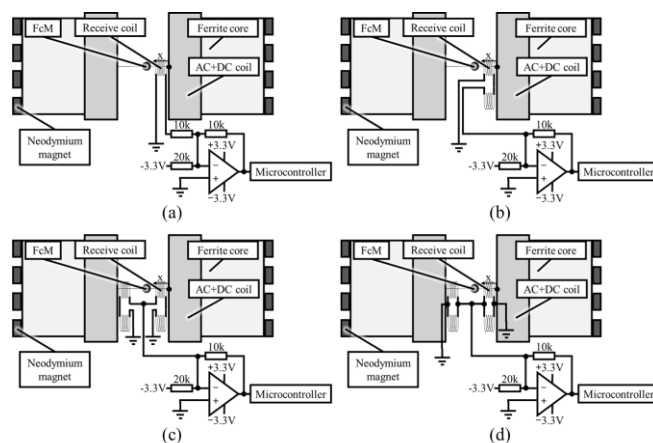 FcM Receive coil Ferrite core
x
AC+DC coil
Neodymium
magnet
10k 10k
+3.3V
-3.3V 20k
Microcontroller
−3.3V
(a)
FcM Receive coil Ferrite core
x
AC+DC coil
Neodymium
magnet
10k
+3.3V
-3.3V 20k
Microcontroller
−3.3V
(b)
FcM Receive coil Ferrite core
x
AC+DC coil
Neodymium
magnet
10k
+3.3V
-3.3V 20k
Microcontroller
−3.3V
(c)
FcM Receive coil Ferrite core
x
AC+DC coil
Neodymium
magnet
10k
+3.3V
-3.3V 20k
Microcontroller
−3.3V
(d)